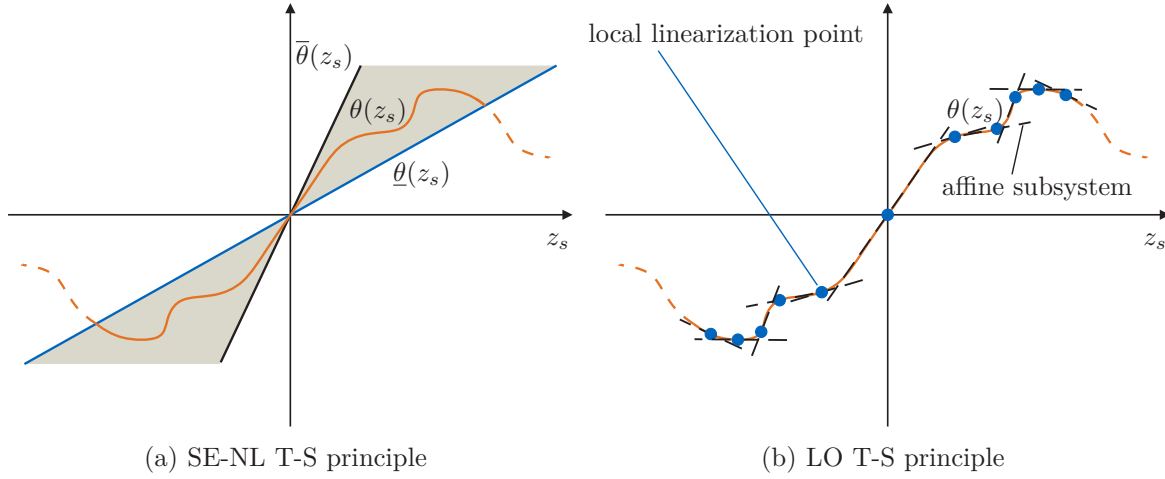 θ̅(z_s)
θ(z_s)
θ̲(z_s)
z_s
(a) SE-NL T-S principle
local linearization point
θ(z_s)
affine subsystem
z_s
(b) LO T-S principle